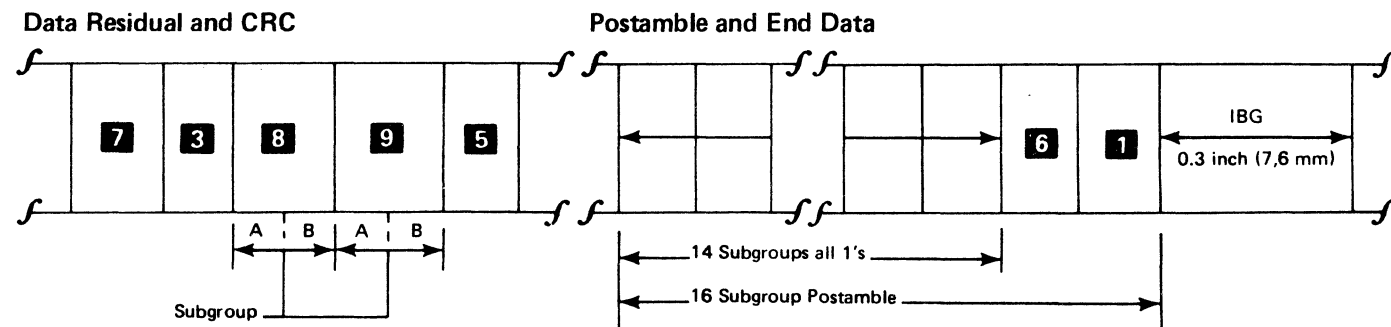 Data Residual and CRC
Postamble and End Data
7 3 8 9 5
6 1
IBG
0.3 inch (7,6 mm)
A B A B
14 Subgroups all 1's
16 Subgroup Postamble
Subgroup